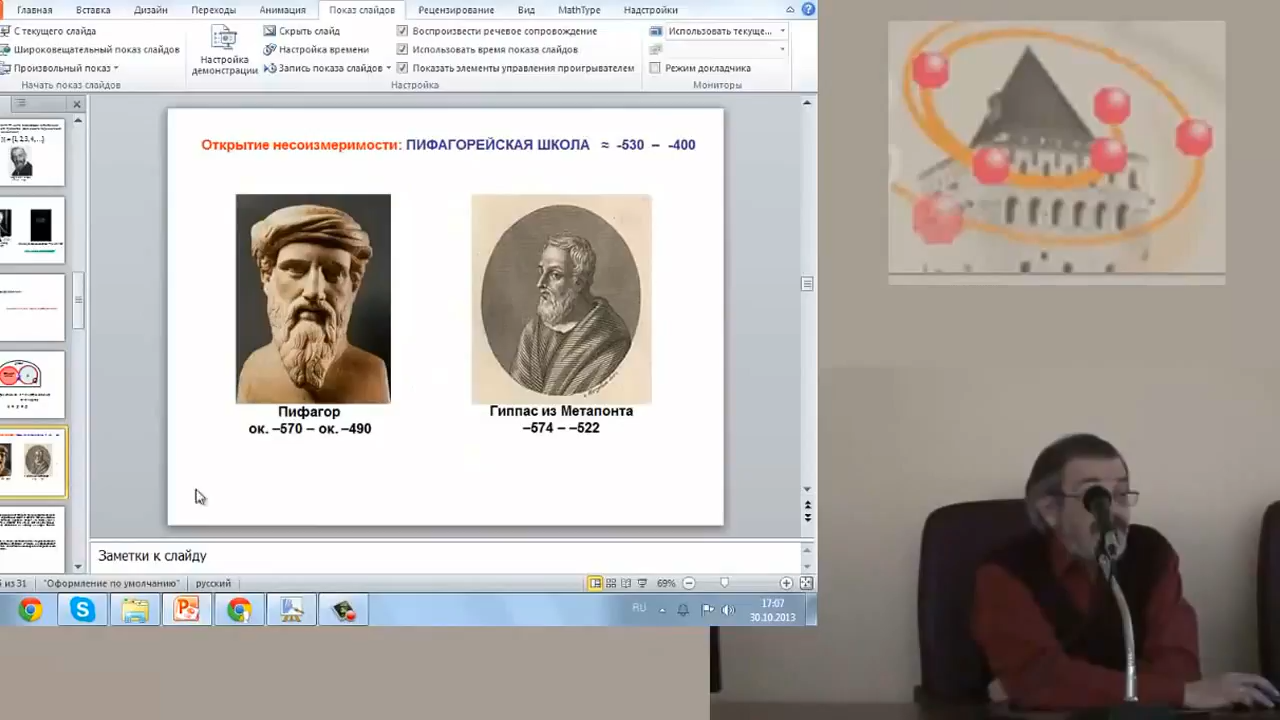 Главная Вставка Дизайн Переходы Анимация Показ слайдов Рецензирование Вид MathType Надстройки
С текущего слайда
Широковещательный показ слайдов
Произвольный показ
Начать показ слайдов
Настройка
демонстрации
Скрыть слайд
Настройка времени
Запись показа слайдов
Воспроизвести речевое сопровождение
Использовать время показа слайдов
Показать элементы управления проигрывателем
Настройка
Использовать текуще...
Режим докладчика
Мониторы
Открытие несоизмеримости: ПИФАГОРЕЙСКАЯ ШКОЛА ≈ -530 – -400
Пифагор
ок. –570 – ок. –490
Гиппас из Метапонта
–574 – –522
Заметки к слайду
из 31 "Оформление по умолчанию" русский 69%
RU 17:07
30.10.2013